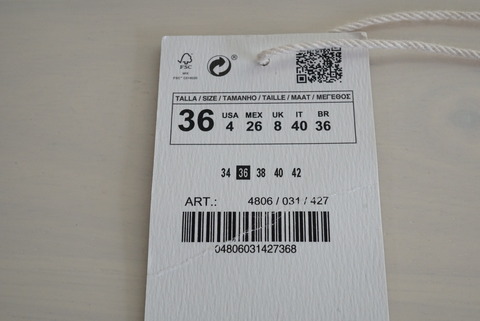 FSC
®
TALLA / SIZE / TAMANHO / TAILLE / MAAT / ΜΕΓΕΘΟΣ
36 USA MEX UK IT BR
4 26 8 40 36
34 36 38 40 42
ART.: 4806 / 031 / 427
04806031427368